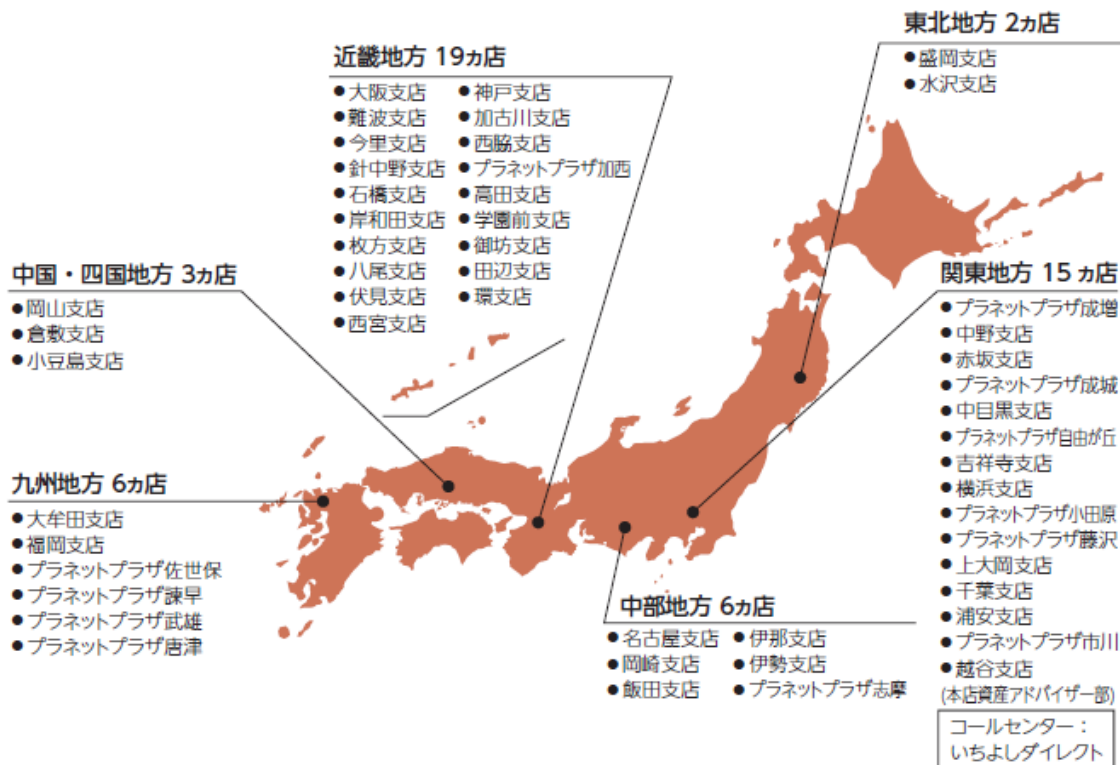 東北地方 2ヵ店
●盛岡支店
●水沢支店
近畿地方 19ヵ店
●大阪支店 ●神戸支店
●難波支店 ●加古川支店
●今里支店 ●西脇支店
●針中野支店 ●プラネットプラザ加西
●石橋支店 ●高田支店
●岸和田支店 ●学園前支店
●枚方支店 ●御坊支店
●八尾支店 ●田辺支店
●伏見支店 ●環支店
●西宮支店
中国・四国地方 3ヵ店
●岡山支店
●倉敷支店
●小豆島支店
関東地方 15ヵ店
●プラネットプラザ成増
●中野支店
●赤坂支店
●プラネットプラザ成城
●中目黒支店
●プラネットプラザ自由が丘
●吉祥寺支店
●横浜支店
●プラネットプラザ小田原
●プラネットプラザ藤沢
●上大岡支店
●千葉支店
●浦安支店
●プラネットプラザ市川
●越谷支店
(本店資産アドバイザー部)
コールセンター：
いちよしダイレクト
九州地方 6ヵ店
●大牟田支店
●福岡支店
●プラネットプラザ佐世保
●プラネットプラザ諫早
●プラネットプラザ武雄
●プラネットプラザ唐津
中部地方 6ヵ店
●名古屋支店 ●伊那支店
●岡崎支店 ●伊勢支店
●飯田支店 ●プラネットプラザ志摩